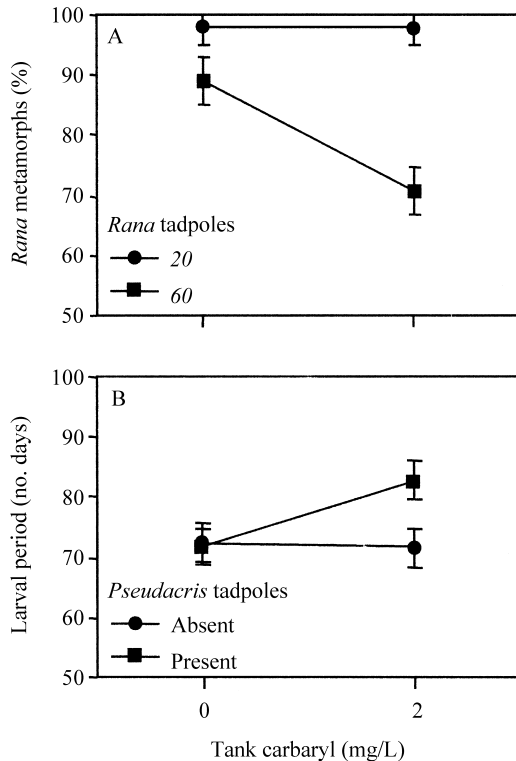 100
A
90
80
70
60
50
Rana metamorphs (%)
Rana tadpoles
20
60
100
B
90
80
70
60
50
Larval period (no. days)
Pseudacris tadpoles
Absent
Present
0 2
Tank carbaryl (mg/L)